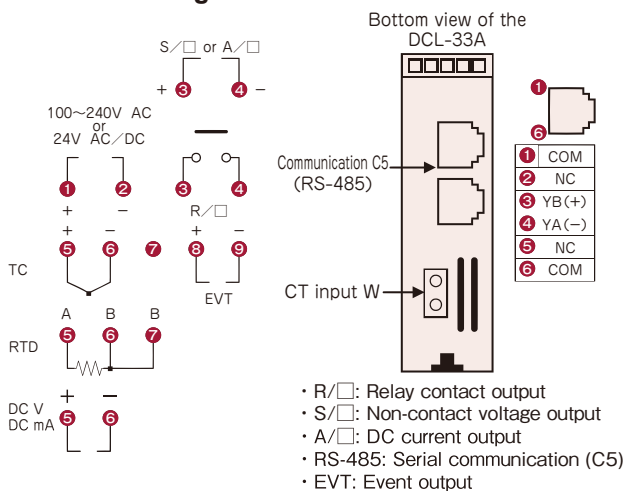 Bottom view of the
DCL-33A
S/□ or A/□
+ 3 4 −
100~240V AC
or
24V AC/DC
1 2
+ −
3 4
R/□
Communication C5
(RS-485)
CT input W
1
6
1 COM
2 NC
3 YB(+)
4 YA(−)
5 NC
6 COM
TC
+ −
5 6 7
+ −
8 9
EVT
RTD
A B B
5 6 7
DC V
DC mA
+ −
5 6
・R/□: Relay contact output
・S/□: Non-contact voltage output
・A/□: DC current output
・RS-485: Serial communication (C5)
・EVT: Event output